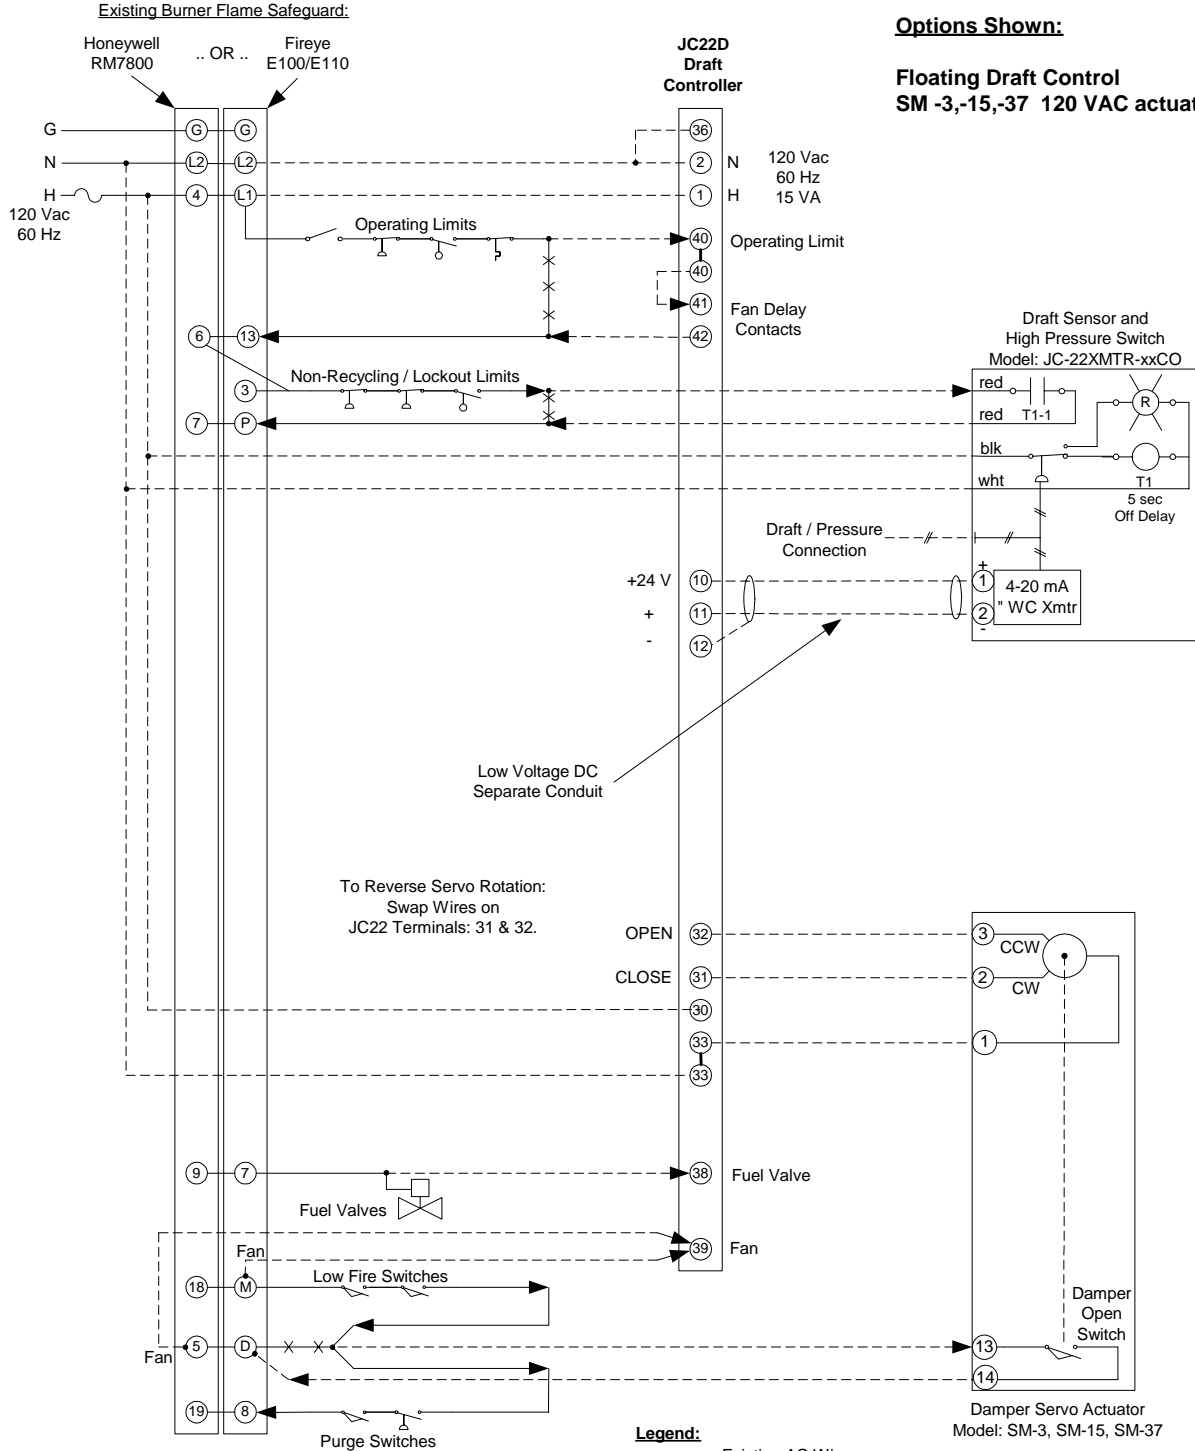 Existing Burner Flame Safeguard:
Options Shown:
Honeywell
RM7800
.. OR ..
Fireye
E100/E110
JC22D
Draft
Controller
Floating Draft Control
SM -3,-15,-37 120 VAC
G
G
G
36
N
L2
L2
2
N
120 Vac
60 Hz
15 VA
H
4
L1
1
H
120 Vac
60 Hz
Operating Limits
40
Operating Limit
40
41
Fan Delay
Contacts
6
13
42
Draft Sensor and
High Pressure Switch
Model: JC-22XMTR-xxCO
Non-Recycling / Lockout Limits
3
red
T1-1
R
7
P
red
blk
wht
T1
5 sec
Off Delay
Draft / Pressure
Connection
+24 V
10
+
1
4-20 mA
" WC Xmtr
+
11
2
-
-
12
Low Voltage DC
Separate Conduit
To Reverse Servo Rotation:
Swap Wires on
JC22 Terminals: 31 & 32.
OPEN
32
3
CCW
CLOSE
31
2
CW
30
33
1
33
9
7
38
Fuel Valve
Fuel Valves
39
Fan
Fan
18
M
Low Fire Switches
Damper
Open
Switch
Fan
5
D
13
14
19
8
Purge Switches
Damper Servo Actuator
Model: SM-3, SM-15, SM-37
Legend: